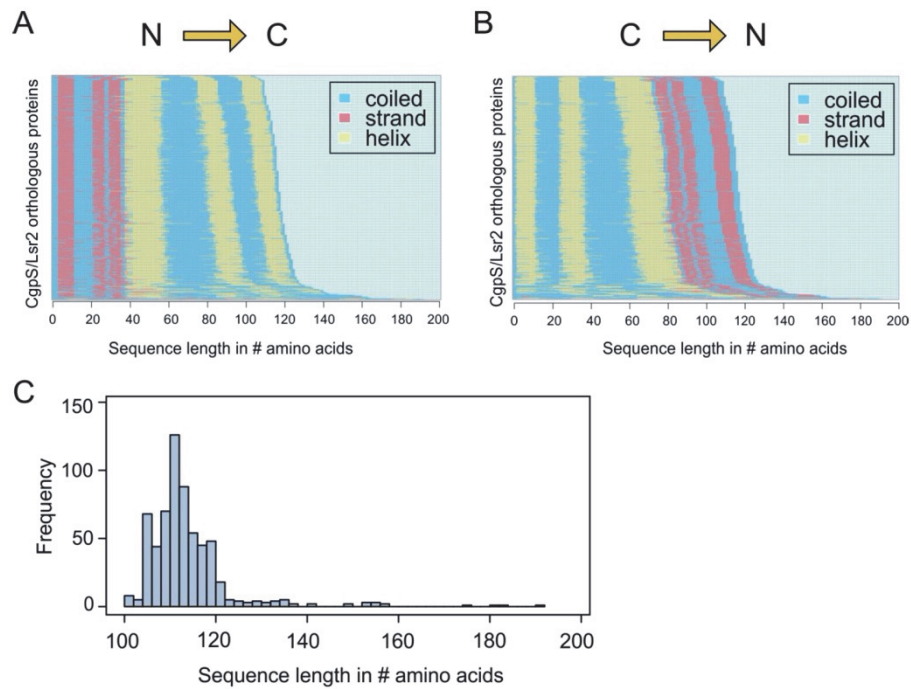 A
N C
CgpS/Lsr2 orthologous proteins
coiled
strand
helix
0 20 40 60 80 100 120 140 160 180 200
Sequence length in # amino acids
B
C N
CgpS/Lsr2 orthologous proteins
coiled
strand
helix
0 20 40 60 80 100 120 140 160 180 200
Sequence length in # amino acids
C
Frequency
150
100
50
0
100 120 140 160 180 200
Sequence length in # amino acids